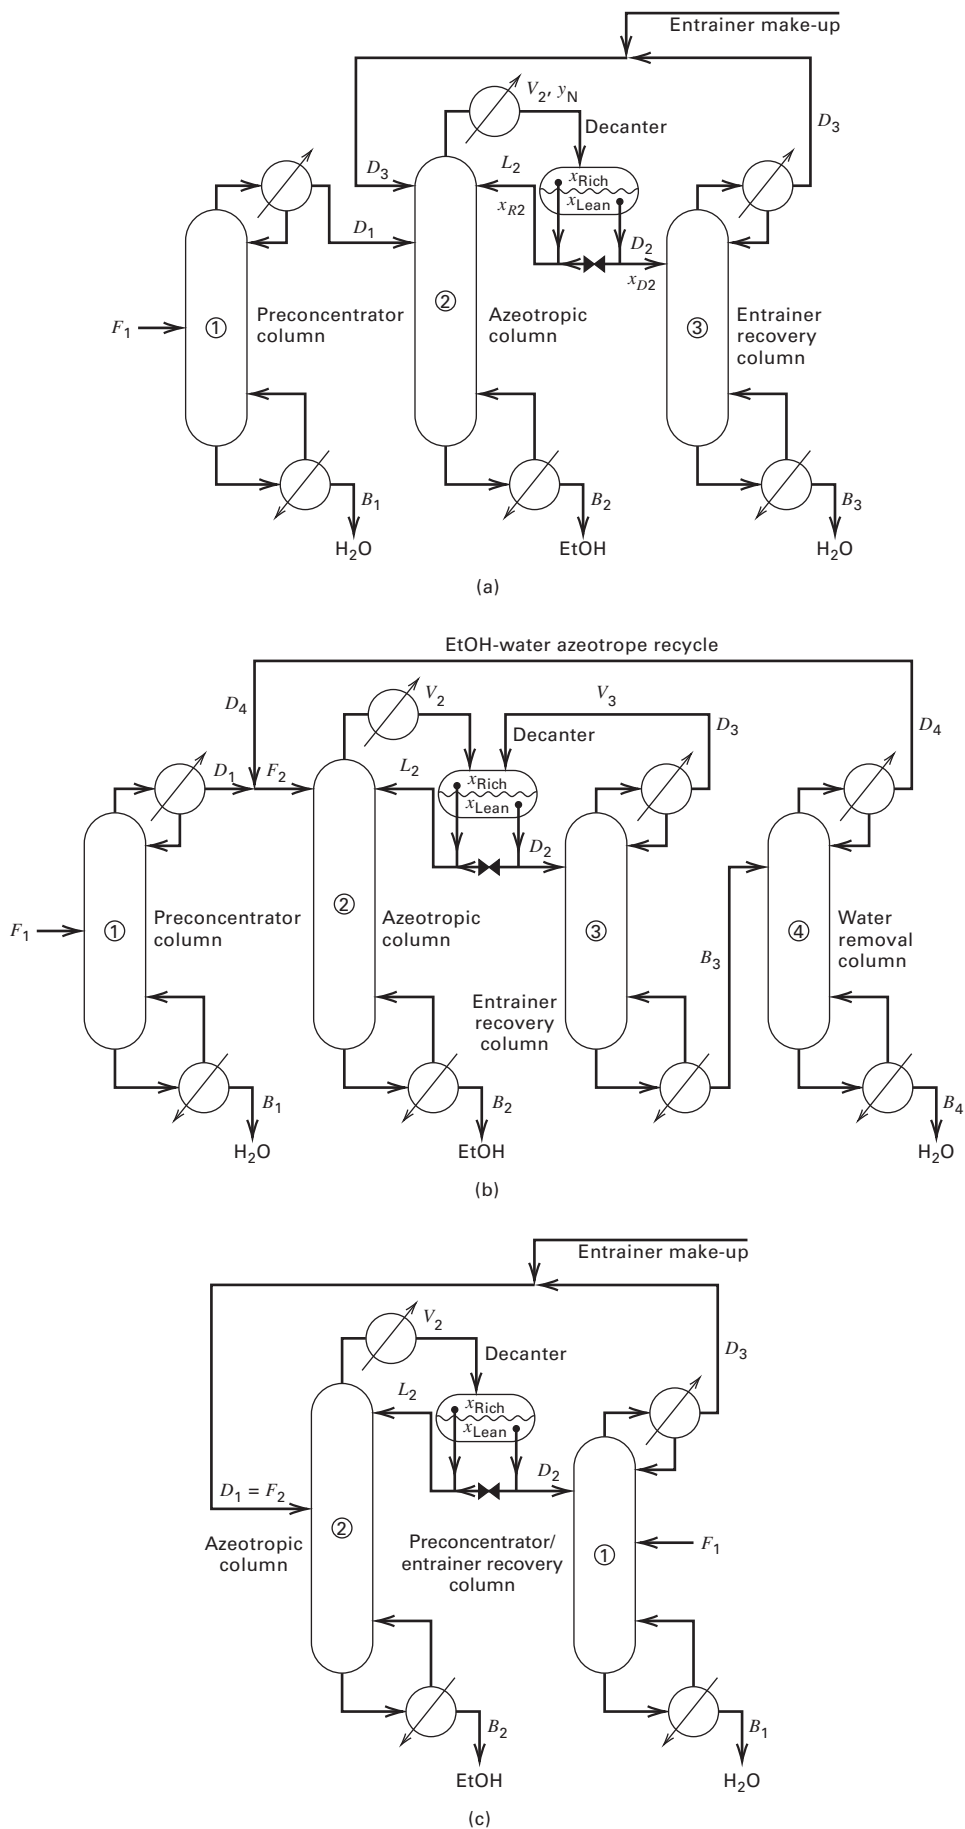 Entrainer make-up
V2, yN
Decanter
D3
D3
L2
xRich
xLean
xR2
D1
D2
xD2
F1
1
Preconcentrator
column
2
Azeotropic
column
3
Entrainer
recovery
column
B1
B2
B3
H2O
EtOH
H2O
(a)
EtOH-water azeotrope recycle
D4
V2
V3
D3
D4
Decanter
D1
F2
L2
xRich
xLean
D2
F1
1
Preconcentrator
column
2
Azeotropic
column
3
Entrainer
recovery
column
B3
4
Water
removal
column
B1
B2
B4
H2O
EtOH
H2O
(b)
Entrainer make-up
V2
Decanter
D3
L2
xRich
xLean
D2
D1 = F2
Azeotropic
column
2
Preconcentrator/
entrainer recovery
column
1
F1
B2
B1
EtOH
H2O
(c)